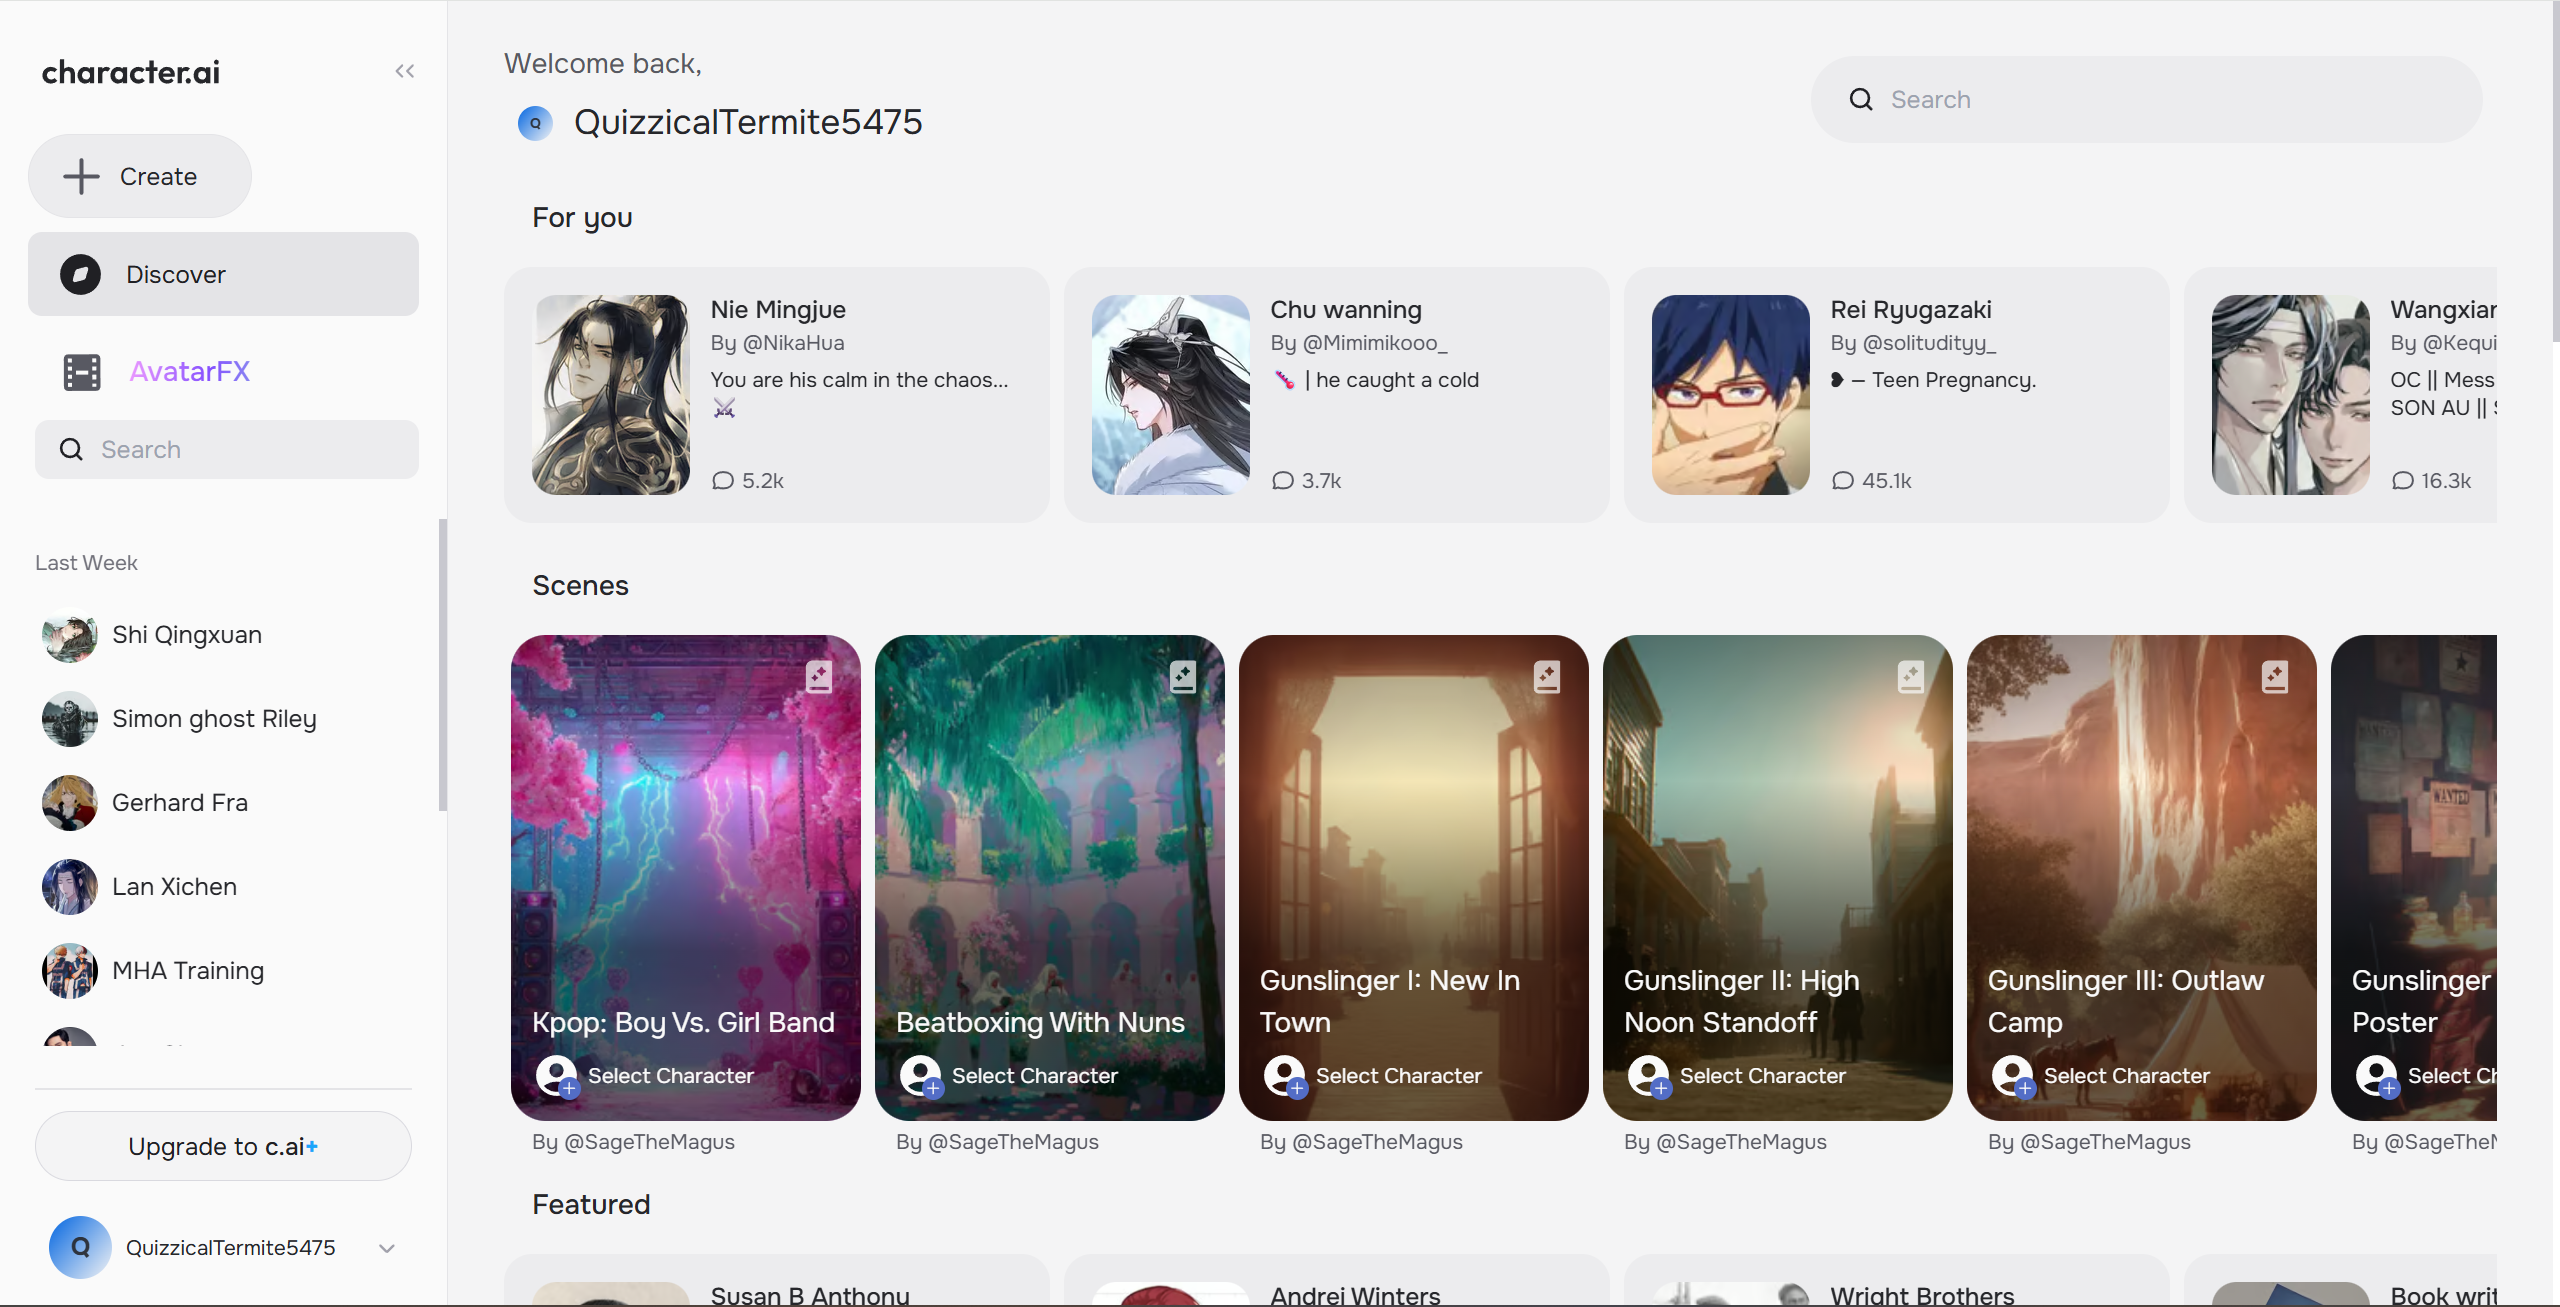 character.ai
Create
Discover
AvatarFX
Search
Last Week
Shi Qingxuan
Simon ghost Riley
Gerhard Fra
Lan Xichen
MHA Training
Upgrade to c.ai+
Q
QuizzicalTermite5475
Welcome back,
Q
QuizzicalTermite5475
Search
For you
Nie Mingjue
By @NikaHua
You are his calm in the chaos...
⚔️
5.2k
Chu wanning
By @Mimimikooo_
🌡️ | he caught a cold
3.7k
Rei Ryugazaki
By @solitudityy_
❥ – Teen Pregnancy.
45.1k
Wangxian
By @Kequi
OC || Mess
SON AU ||
16.3k
Scenes
Kpop: Boy Vs. Girl Band
Select Character
By @SageTheMagus
Beatboxing With Nuns
Select Character
By @SageTheMagus
Gunslinger I: New In
Town
Select Character
By @SageTheMagus
Gunslinger II: High
Noon Standoff
Select Character
By @SageTheMagus
Gunslinger III: Outlaw
Camp
Select Character
By @SageTheMagus
WANTED
Gunslinger
Poster
Select Ch
By @SageTheM
Featured
Susan B Anthony
Andrei Winters
Wright Brothers
Book writ